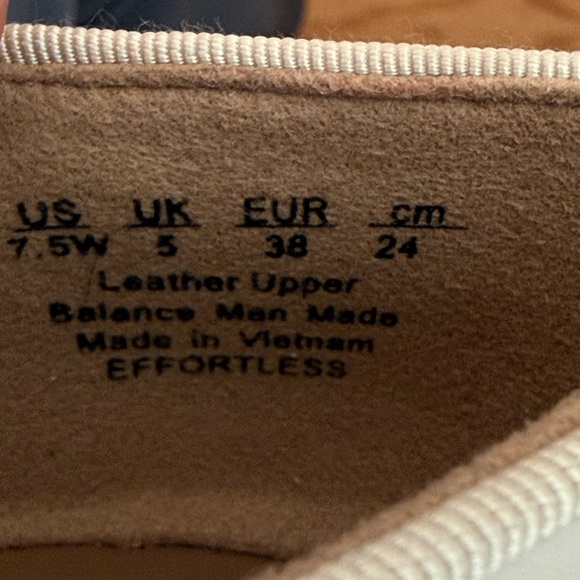 US UK EUR cm
7.5W 5 38 24
Leather Upper
Balance Man Made
Made in Vietnam
EFFORTLESS